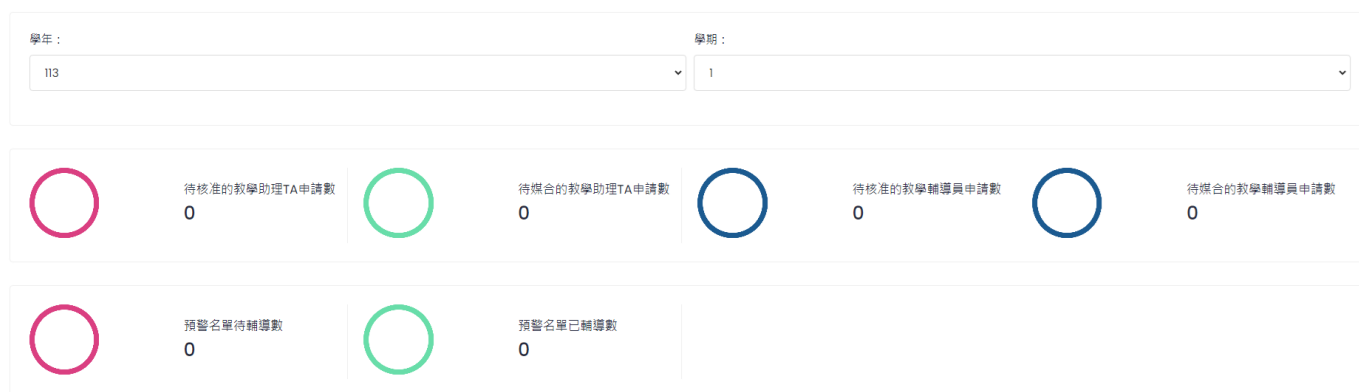 學年：
學期：
113
1
待核准的教學助理TA申請數
0
待媒合的教學助理TA申請數
0
待核准的教學輔導員申請數
0
待媒合的教學輔導員申請數
0
預警名單待輔導數
0
預警名單已輔導數
0